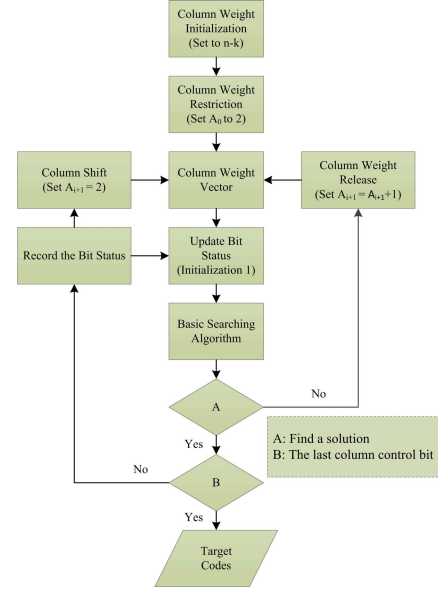 Column Weight
Initialization
(Set to n-k)
Column Weight
Restriction
(Set A₀ to 2)
Column Shift
(Set Aᵢ₊₁ = 2)
Column Weight
Vector
Column Weight
Release
(Set Aᵢ₊₁ = Aᵢ₊₁+1)
Record the Bit Status
Update Bit
Status
(Initialization 1)
Basic Searching
Algorithm
A
No
Yes
A: Find a solution
B: The last column control bit
B
No
Yes
Target
Codes